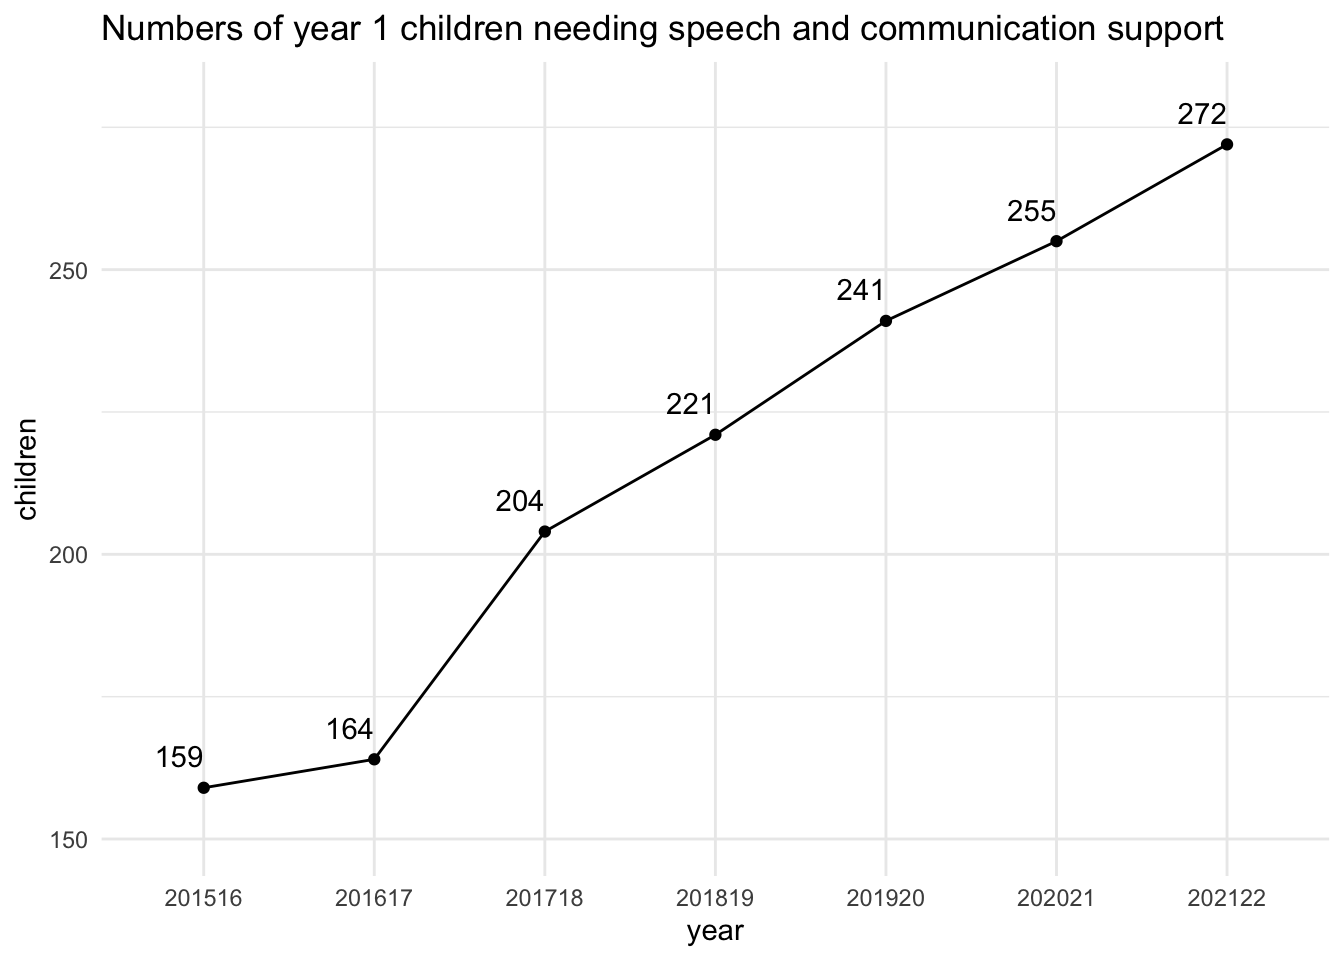 Numbers of year 1 children needing speech and communication support
272
255
250
241
221
204
200
164
159
150
children
201516 201617 201718 201819 201920 202021 202122
year